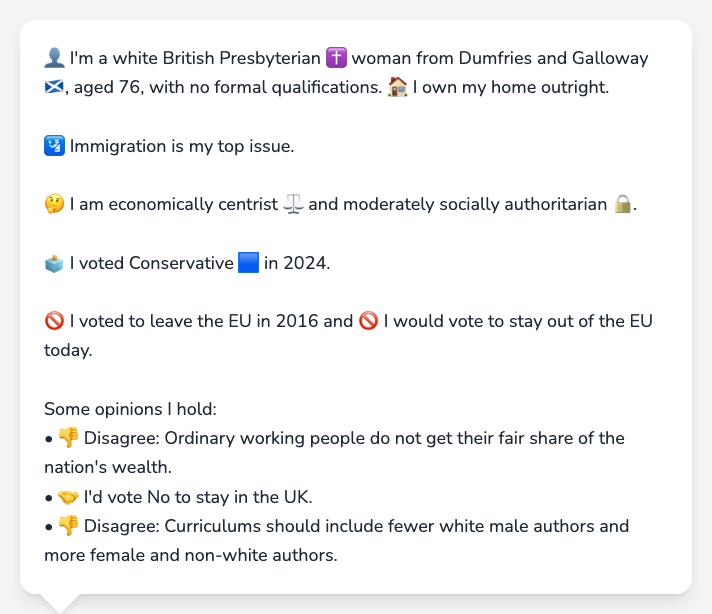 👤 I'm a white British Presbyterian ✝️ woman from Dumfries and Galloway
🏴󠁧󠁢󠁳󠁣󠁴󠁿, aged 76, with no formal qualifications. 🏠 I own my home outright.
🛂 Immigration is my top issue.
🤔 I am economically centrist ⚖️ and moderately socially authoritarian 🔒.
🗳️ I voted Conservative 🟦 in 2024.
🚫 I voted to leave the EU in 2016 and 🚫 I would vote to stay out of the EU
today.
Some opinions I hold:
• 👎 Disagree: Ordinary working people do not get their fair share of the
nation's wealth.
• 🤝 I'd vote No to stay in the UK.
• 👎 Disagree: Curriculums should include fewer white male authors and
more female and non-white authors.